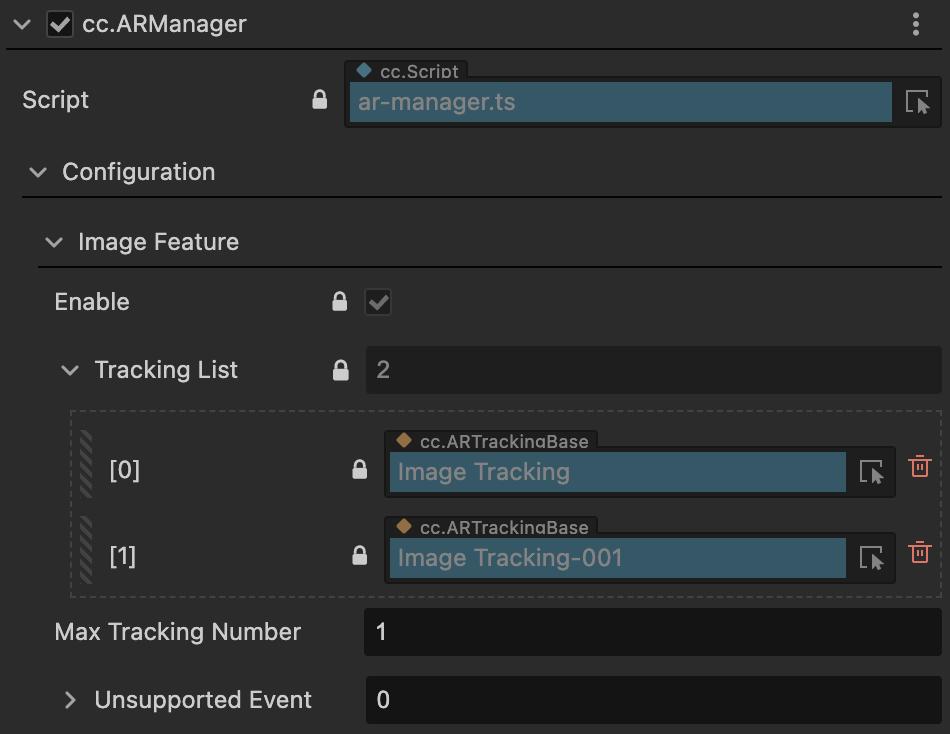 cc.ARManager
Script
cc.Script
ar-manager.ts
Configuration
Image Feature
Enable
Tracking List
2
[0]
cc.ARTrackingBase
Image Tracking
[1]
cc.ARTrackingBase
Image Tracking-001
Max Tracking Number
1
Unsupported Event
0